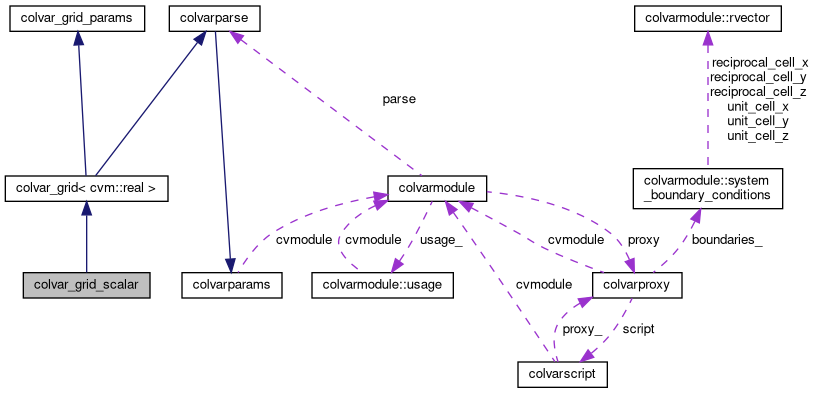 colvar_grid_params
colvarparse
colvarmodule::rvector
reciprocal_cell_x
reciprocal_cell_y
reciprocal_cell_z
unit_cell_x
unit_cell_y
unit_cell_z
parse
colvar_grid< cvm::real >
colvarmodule
colvarmodule::system
_boundary_conditions
cvmodule
cvmodule
usage_
cvmodule
proxy
boundaries_
colvar_grid_scalar
colvarparams
colvarmodule::usage
cvmodule
colvarproxy
proxy_
script
colvarscript